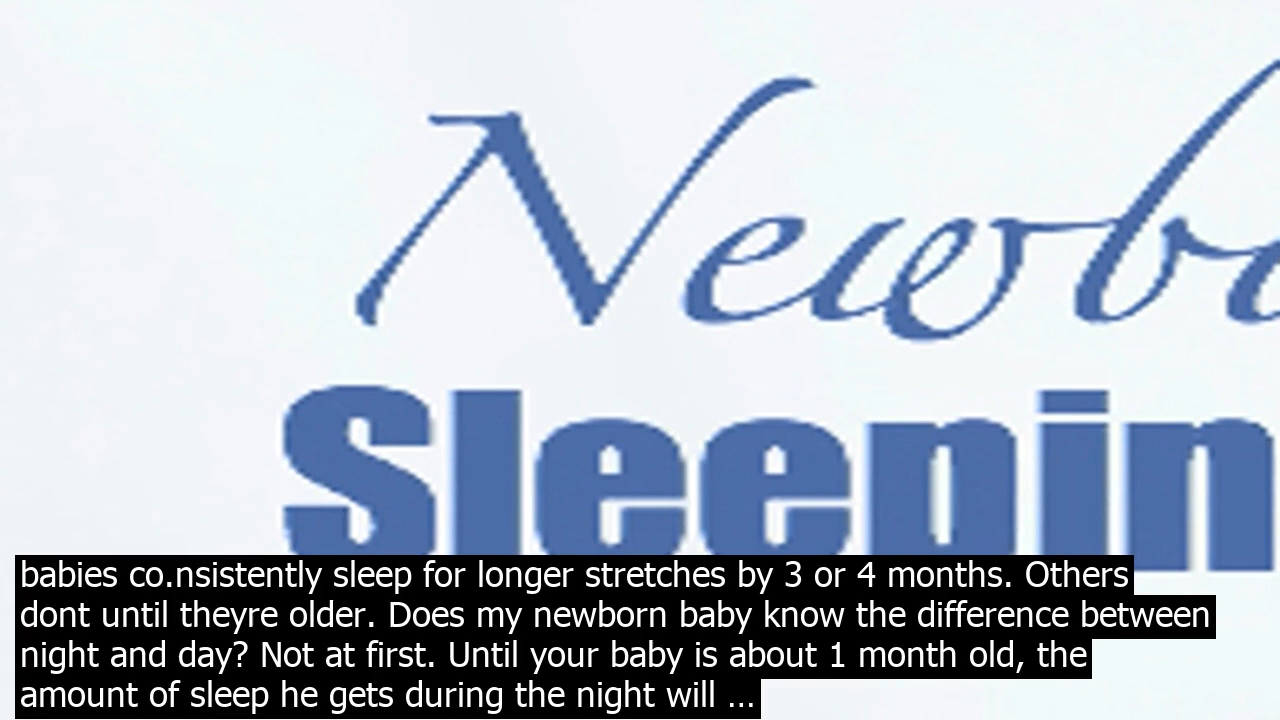 Newbo
Sleepin
babies co.nsistently sleep for longer stretches by 3 or 4 months. Others
dont until theyre older. Does my newborn baby know the difference between
night and day? Not at first. Until your baby is about 1 month old, the
amount of sleep he gets during the night will ...